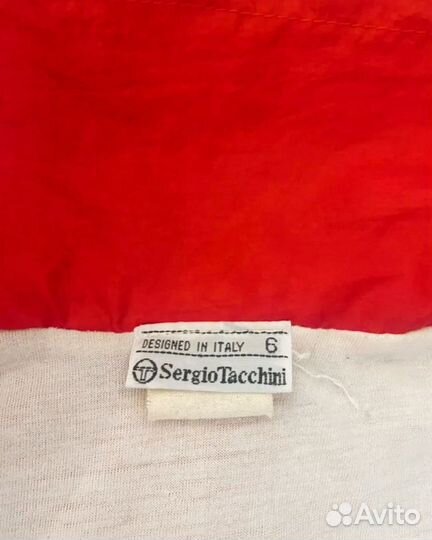 DESIGNED IN ITALY 6
SergioTacchini
Avito